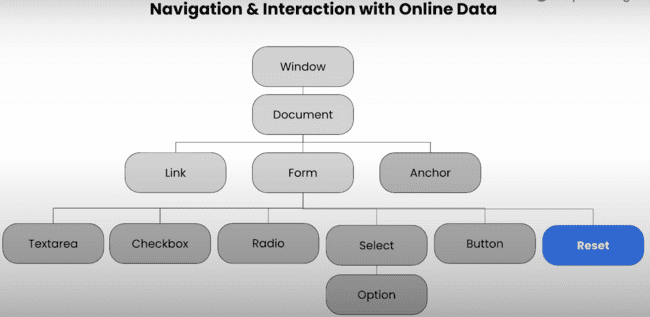 Navigation & Interaction with Online Data
Window
Document
Link
Form
Anchor
Textarea
Checkbox
Radio
Select
Button
Reset
Option